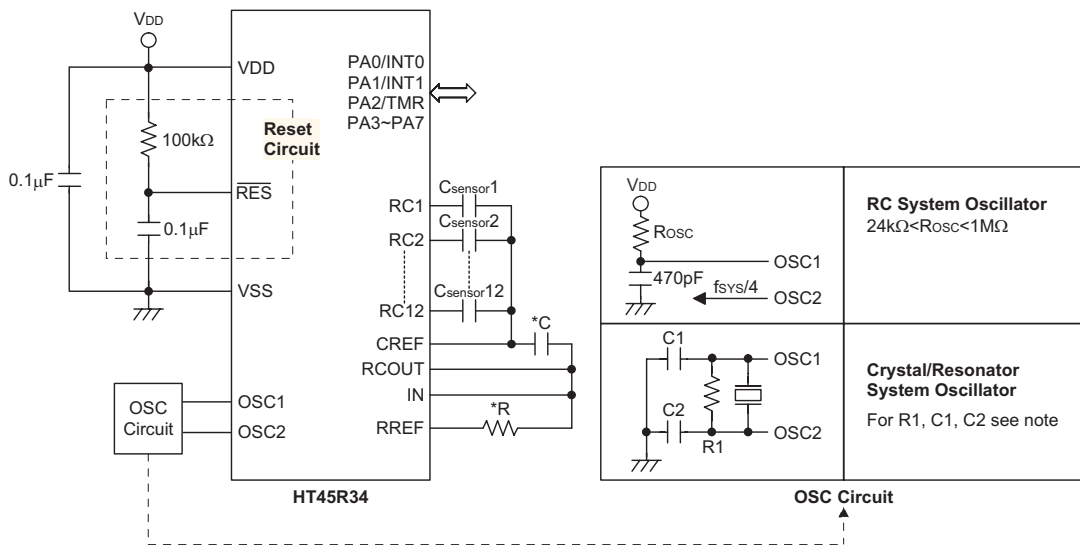 VDD
VDD
100kΩ
Reset
Circuit
0.1μF
RES
0.1μF
VSS
OSC
Circuit
OSC1
OSC2
PA0/INT0
PA1/INT1
PA2/TMR
PA3~PA7
Csensor1
RC1
Csensor2
RC2
Csensor12
RC12
*C
CREF
RCOUT
IN
*R
RREF
HT45R34
VDD
ROSC
OSC1
470pF
fSYS/4
OSC2
RC System Oscillator
24kΩ<ROSC<1MΩ
C1
OSC1
C2
OSC2
R1
Crystal/Resonator
System Oscillator
For R1, C1, C2 see note
OSC Circuit